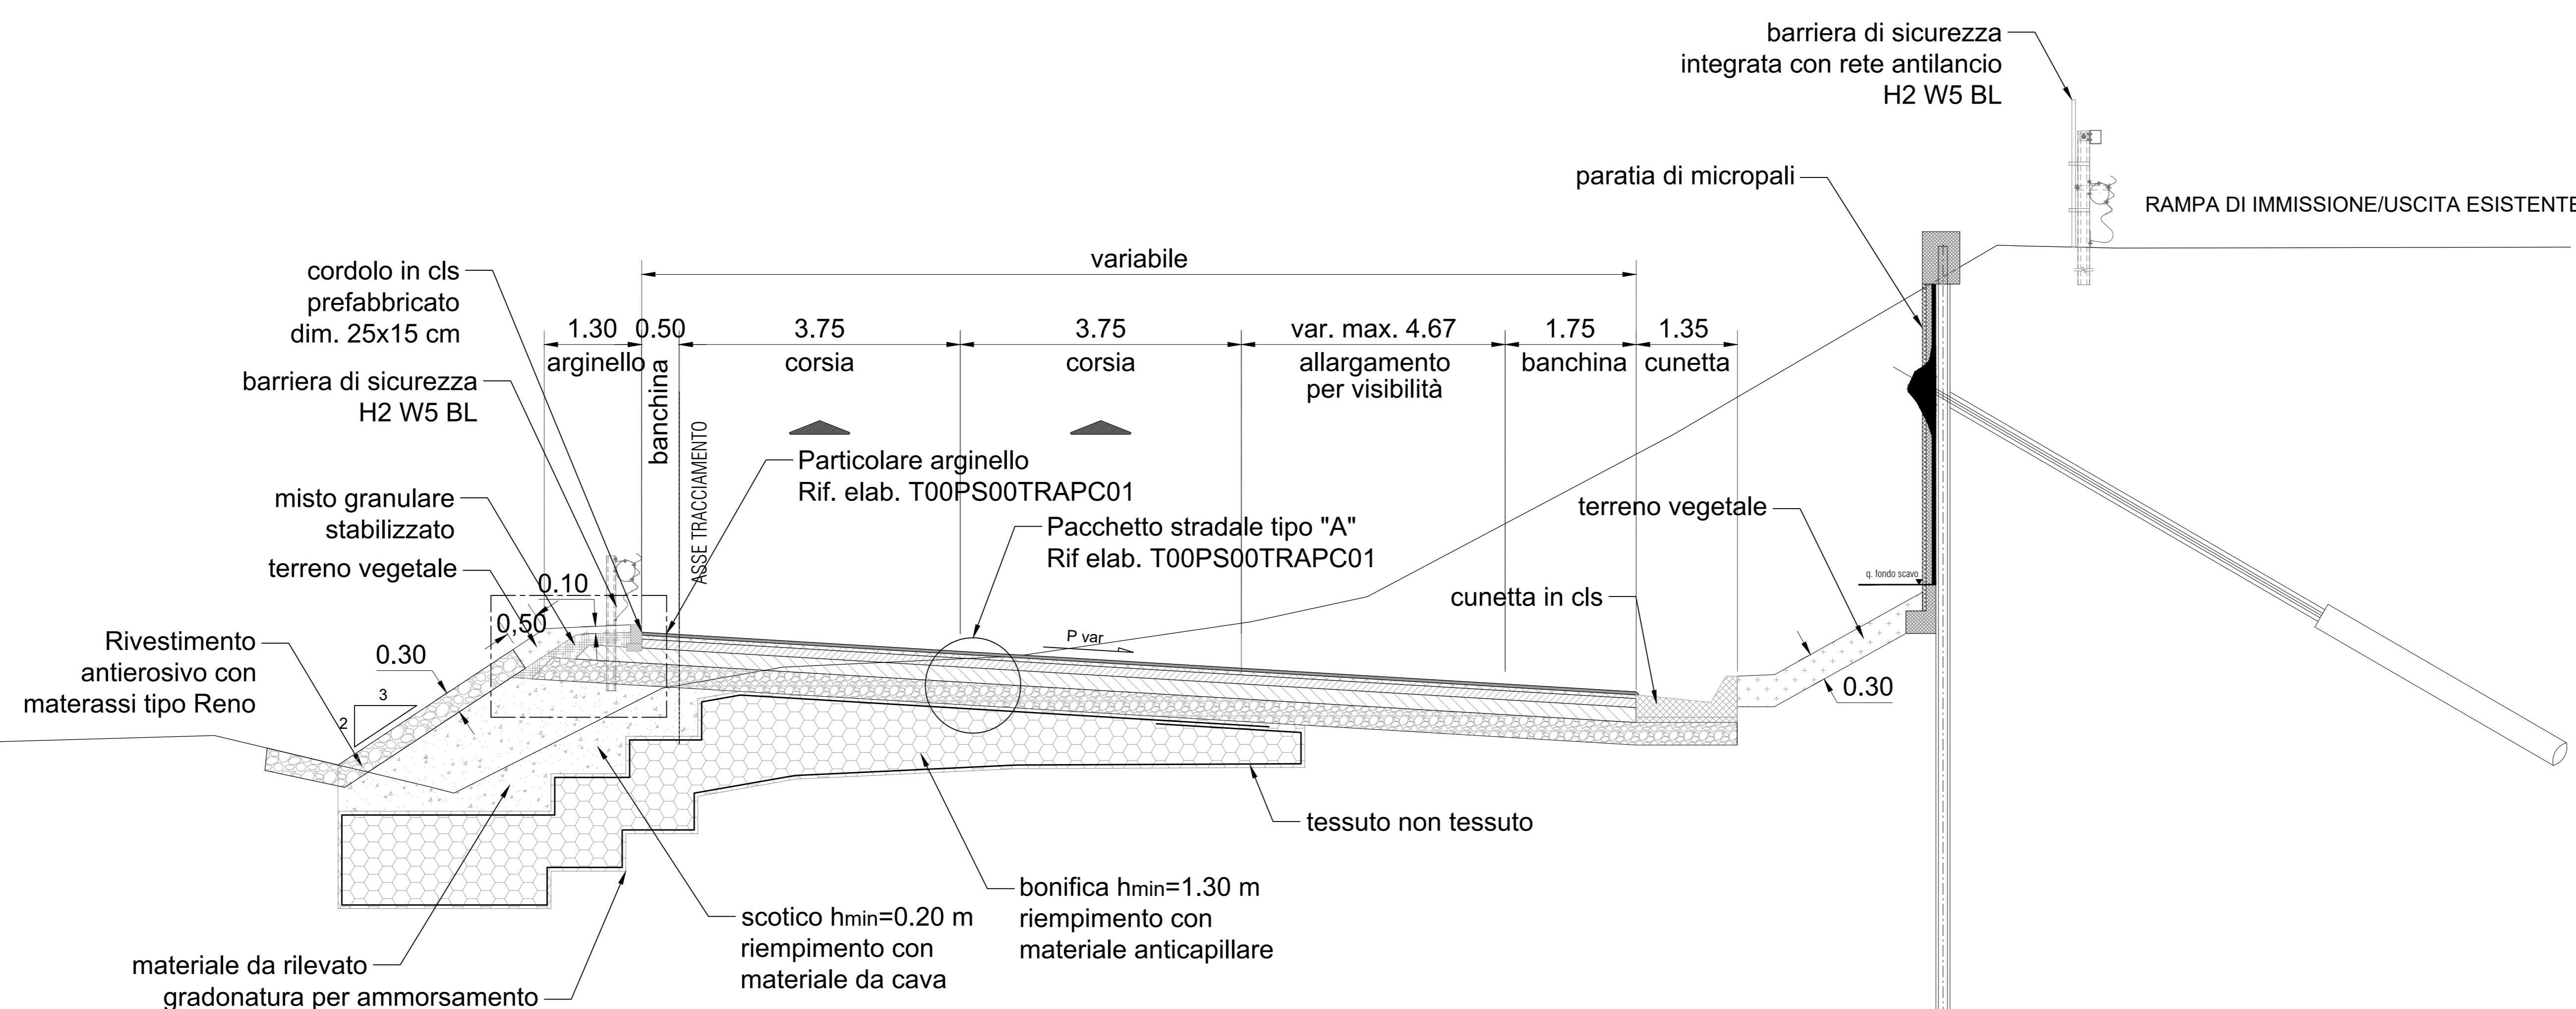 barriera di sicurezza
integrata con rete antilancio
H2 W5 BL
paratia di micropali
RAMPA DI IMMISSIONE/USCITA ESISTENTE
variabile
cordolo in cls
prefabbricato
dim. 25x15 cm
1.30
0.50
3.75
3.75
var. max. 4.67
1.75
1.35
arginello
banchina
corsia
corsia
allargamento
per visibilità
banchina
cunetta
barriera di sicurezza
H2 W5 BL
ASSE TRACCIAMENTO
Particolare arginello
Rif. elab. T00PS00TRAPC01
misto granulare
stabilizzato
Pacchetto stradale tipo "A"
Rif elab. T00PS00TRAPC01
terreno vegetale
terreno vegetale
0.10
0,50
q. fondo scavo
cunetta in cls
P var
Rivestimento
antierosivo con
materassi tipo Reno
0.30
3
2
0.30
tessuto non tessuto
bonifica hmin=1.30 m
riempimento con
materiale anticapillare
scotico hmin=0.20 m
riempimento con
materiale da cava
materiale da rilevato
gradonatura per ammorsamento